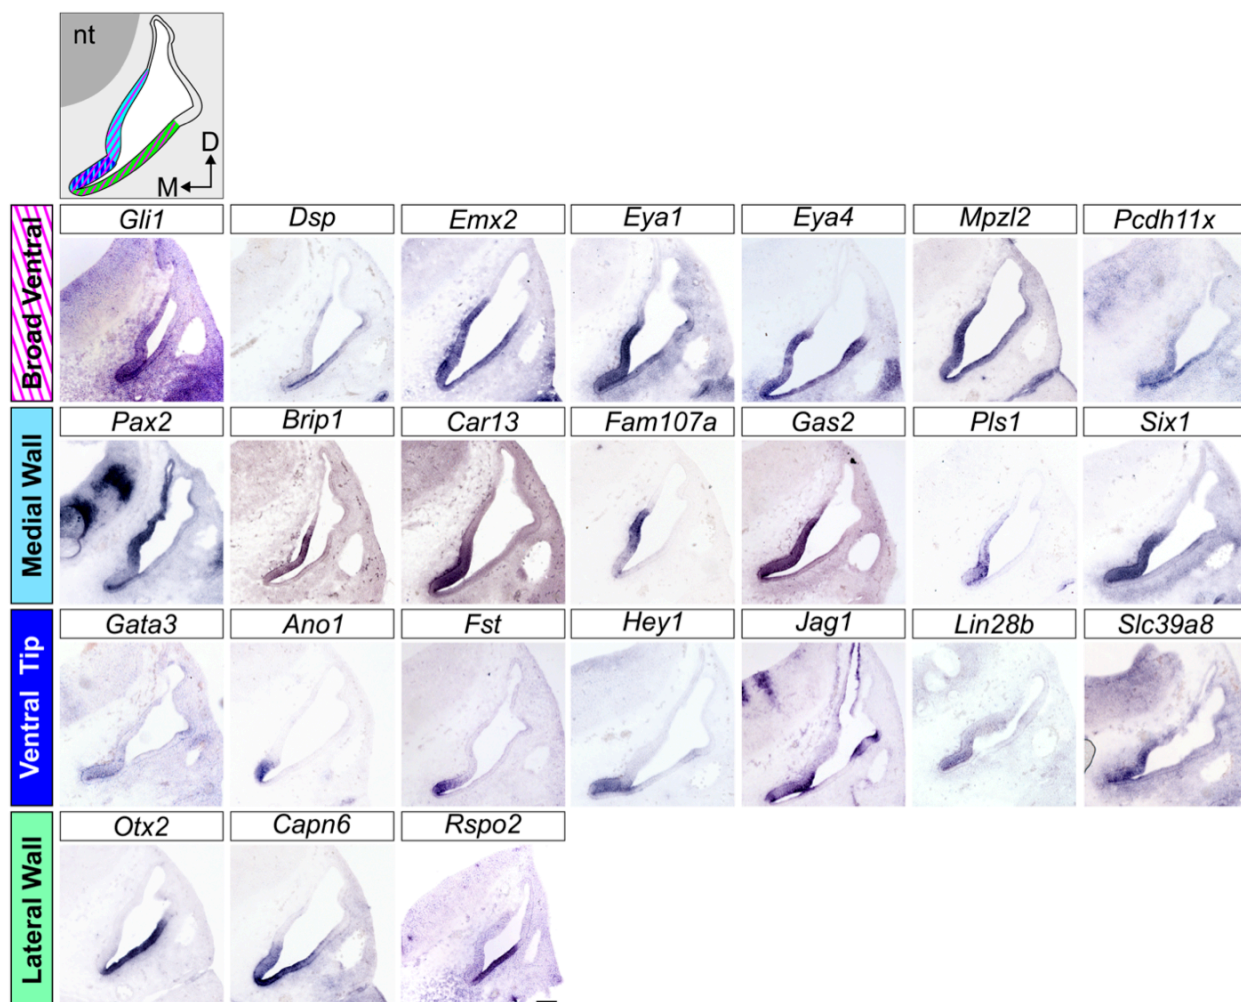 nt
D
M
Broad Ventral
Gli1 Dsp Emx2 Eya1 Eya4 Mpzl2 Pcdh11x
Medial Wall
Pax2 Brip1 Car13 Fam107a Gas2 Pls1 Six1
Ventral Tip
Gata3 Ano1 Fst Hey1 Jag1 Lin28b Slc39a8
Lateral Wall
Otx2 Capn6 Rspo2